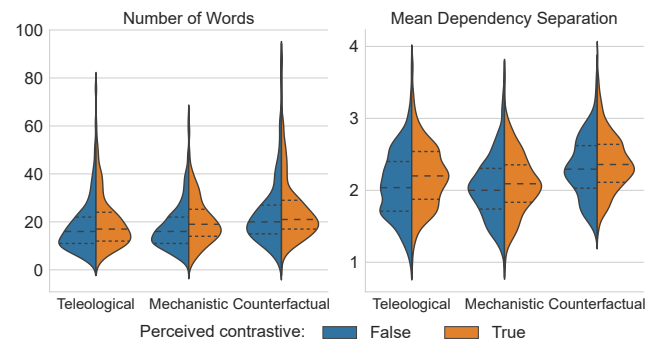 Number of Words
Mean Dependency Separation
100
80
60
40
20
0
4
3
2
1
Teleological Mechanistic Counterfactual
Teleological Mechanistic Counterfactual
Perceived contrastive: False True